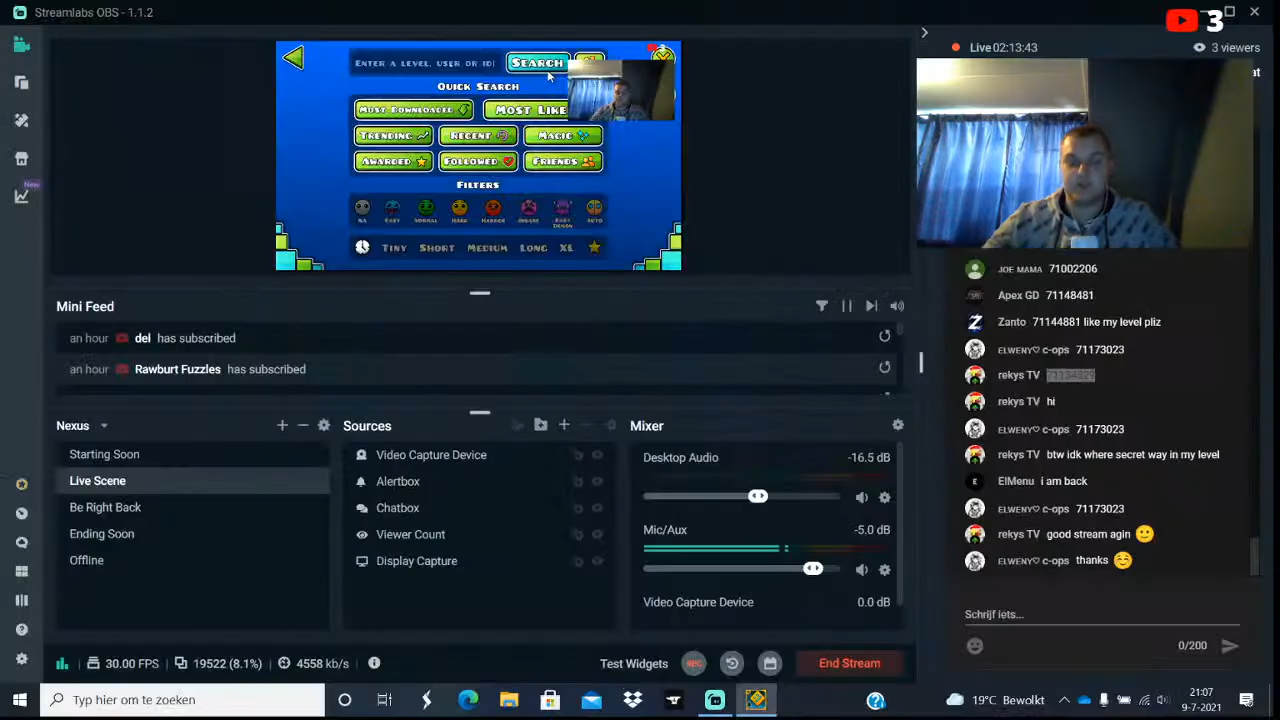 Streamlabs OBS - 1.1.2
3
Live 02:13:43
3 viewers
ENTER A LEVEL, USER OR ID
SEARCH
QUICK SEARCH
MOST DOWNLOADED
MOST LIKE
TRENDING
RECENT
MAGIC
AWARDED
FOLLOWED
FRIENDS
FILTERS
NA
EASY
NORMAL
HARD
HARDER
INSANE
EASY DEMON
AUTO
TINY SHORT MEDIUM LONG XL
New
JOE MAMA 71002206
Apex GD 71148481
Zanto 71144881 like my level pliz
ELWENY♡ c-ops 71173023
rekys TV
rekys TV hi
ELWENY♡ c-ops 71173023
rekys TV btw idk where secret way in my level
ElMenu i am back
ELWENY♡ c-ops 71173023
rekys TV good stream agin 🙂
ELWENY♡ c-ops thanks ☺️
Schrijf iets...
0/200
Mini Feed
an hour del has subscribed
an hour Rawburt Fuzzles has subscribed
Nexus
Starting Soon
Live Scene
Be Right Back
Ending Soon
Offline
Sources
Video Capture Device
Alertbox
Chatbox
Viewer Count
Display Capture
Mixer
Desktop Audio -16.5 dB
Mic/Aux -5.0 dB
Video Capture Device 0.0 dB
30.00 FPS 19522 (8.1%) 4558 kb/s
Test Widgets
REC
End Stream
Typ hier om te zoeken
19°C Bewolkt
21:07
9-7-2021